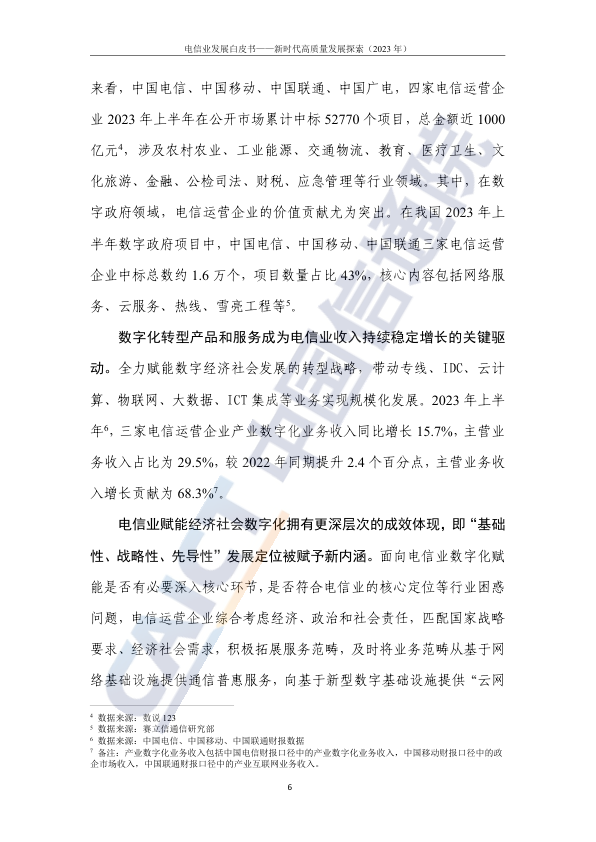 电信业发展白皮书——新时代高质量发展探索（2023 年）
来看，中国电信、中国移动、中国联通、中国广电，四家电信运营企
业 2023 年上半年在公开市场累计中标 52770 个项目，总金额近 1000
亿元4，涉及农村农业、工业能源、交通物流、教育、医疗卫生、文
化旅游、金融、公检司法、财税、应急管理等行业领域。其中，在数
字政府领域，电信运营企业的价值贡献尤为突出。在我国 2023 年上
半年数字政府项目中，中国电信、中国移动、中国联通三家电信运营
企业中标总数约 1.6 万个，项目数量占比 43%，核心内容包括网络服
务、云服务、热线、雪亮工程等5。
数字化转型产品和服务成为电信业收入持续稳定增长的关键驱
动。全力赋能数字经济社会发展的转型战略，带动专线、IDC、云计
算、物联网、大数据、ICT 集成等业务实现规模化发展。2023 年上半
年6，三家电信运营企业产业数字化业务收入同比增长 15.7%，主营业
务收入占比为 29.5%，较 2022 年同期提升 2.4 个百分点，主营业务收
入增长贡献为 68.3%7。
电信业赋能经济社会数字化拥有更深层次的成效体现，即“基础
性、战略性、先导性”发展定位被赋予新内涵。面向电信业数字化赋
能是否有必要深入核心环节，是否符合电信业的核心定位等行业困惑
问题，电信运营企业综合考虑经济、政治和社会责任，匹配国家战略
要求、经济社会需求，积极拓展服务范畴，及时将业务范畴从基于网
络基础设施提供通信普惠服务，向基于新型数字基础设施提供“云网
4 数据来源：数说 123
5 数据来源：赛立信通信研究部
6 数据来源：中国电信、中国移动、中国联通财报数据
7 备注：产业数字化业务收入包括中国电信财报口径中的产业数字化业务收入，中国移动财报口径中的政
企市场收入，中国联通财报口径中的产业互联网业务收入。
6
CAICT 中国信通院